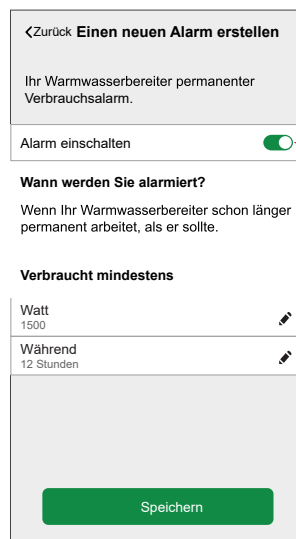 Zurück Einen neuen Alarm erstellen
Ihr Warmwasserbereiter permanenter
Verbrauchsalarm.
Alarm einschalten
Wann werden Sie alarmiert?
Wenn Ihr Warmwasserbereiter schon länger
permanent arbeitet, als er sollte.
Verbraucht mindestens
Watt
1500
Während
12 Stunden
Speichern